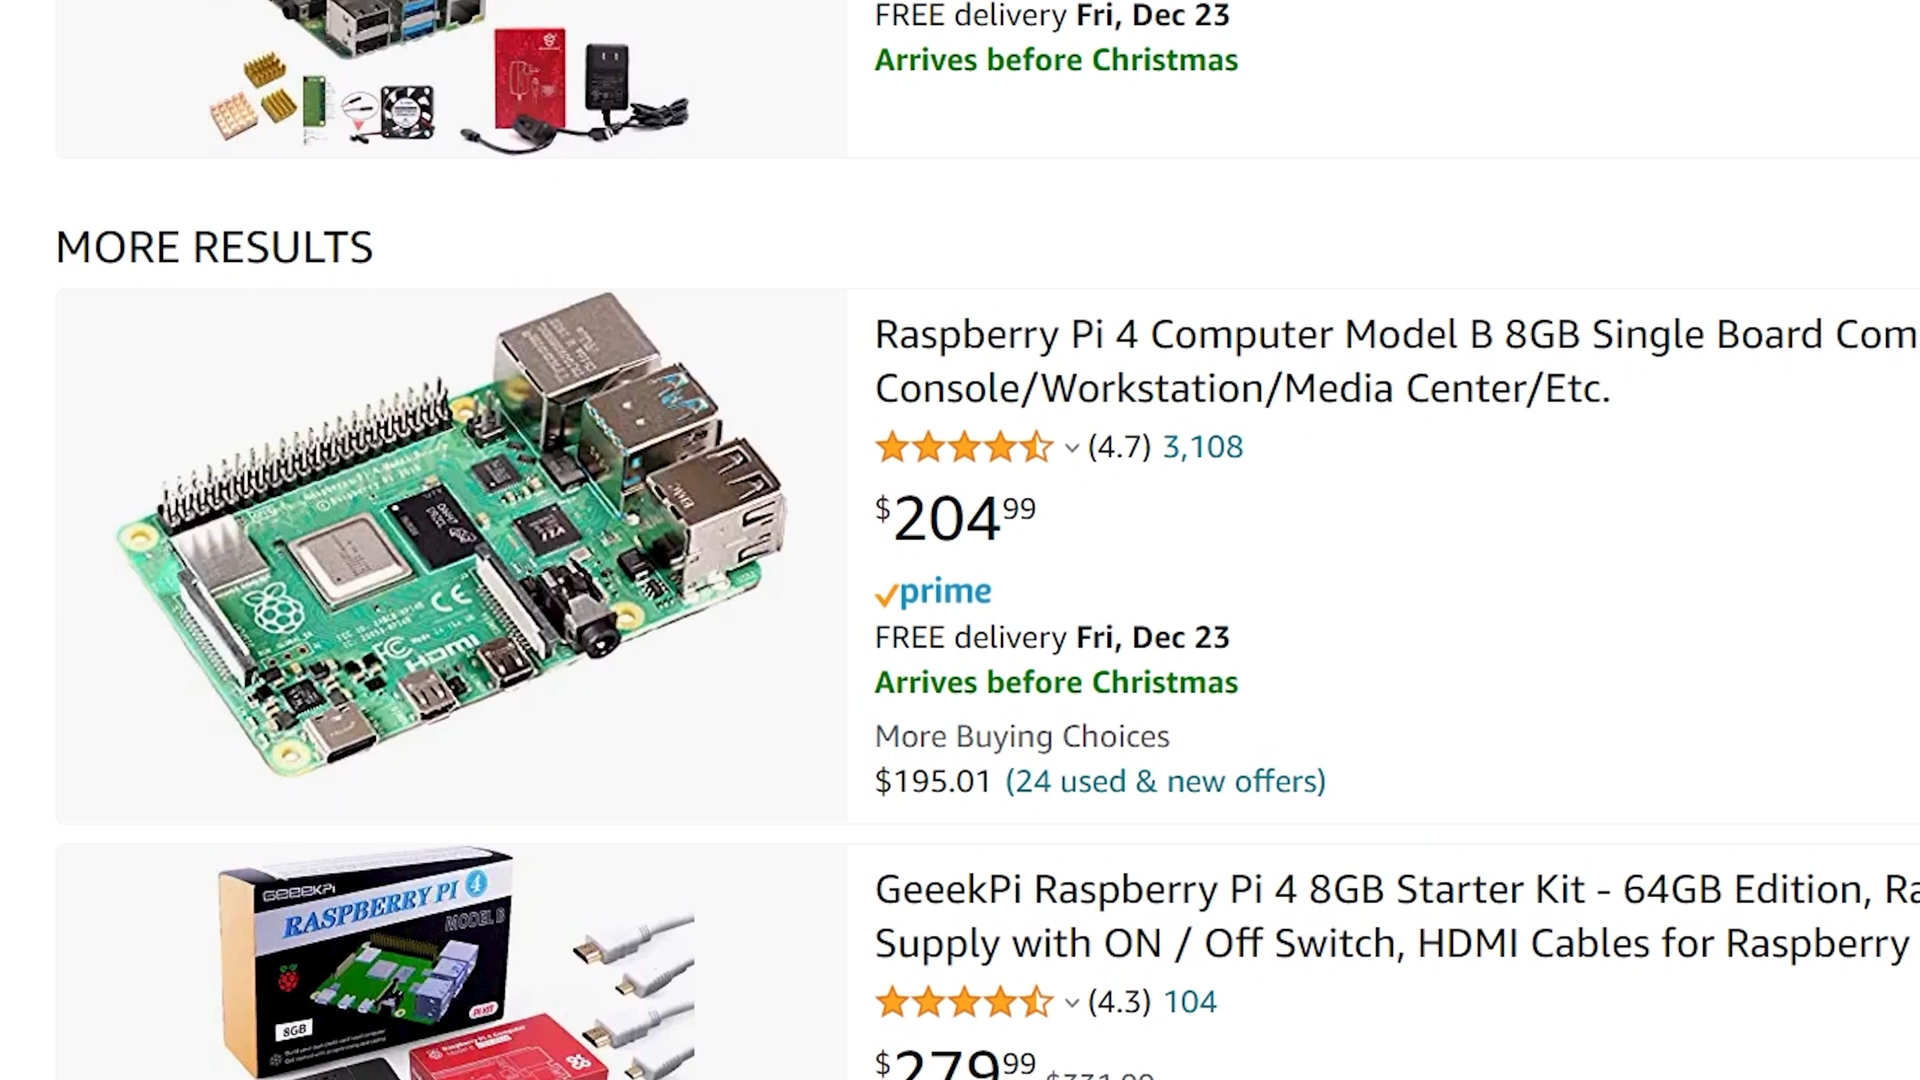 FREE delivery Fri, Dec 23
Arrives before Christmas
MORE RESULTS
Raspberry Pi 4 Computer Model B 8GB Single Board Com
Console/Workstation/Media Center/Etc.
(4.7) 3,108
$204.99
prime
FREE delivery Fri, Dec 23
Arrives before Christmas
More Buying Choices
$195.01 (24 used & new offers)
HDMI
GeeekPi Raspberry Pi 4 8GB Starter Kit - 64GB Edition, Ra
Supply with ON / Off Switch, HDMI Cables for Raspberry
(4.3) 104
$279.99
GEEEKPi
RASPBERRY PI 4
MODEL B
8GB